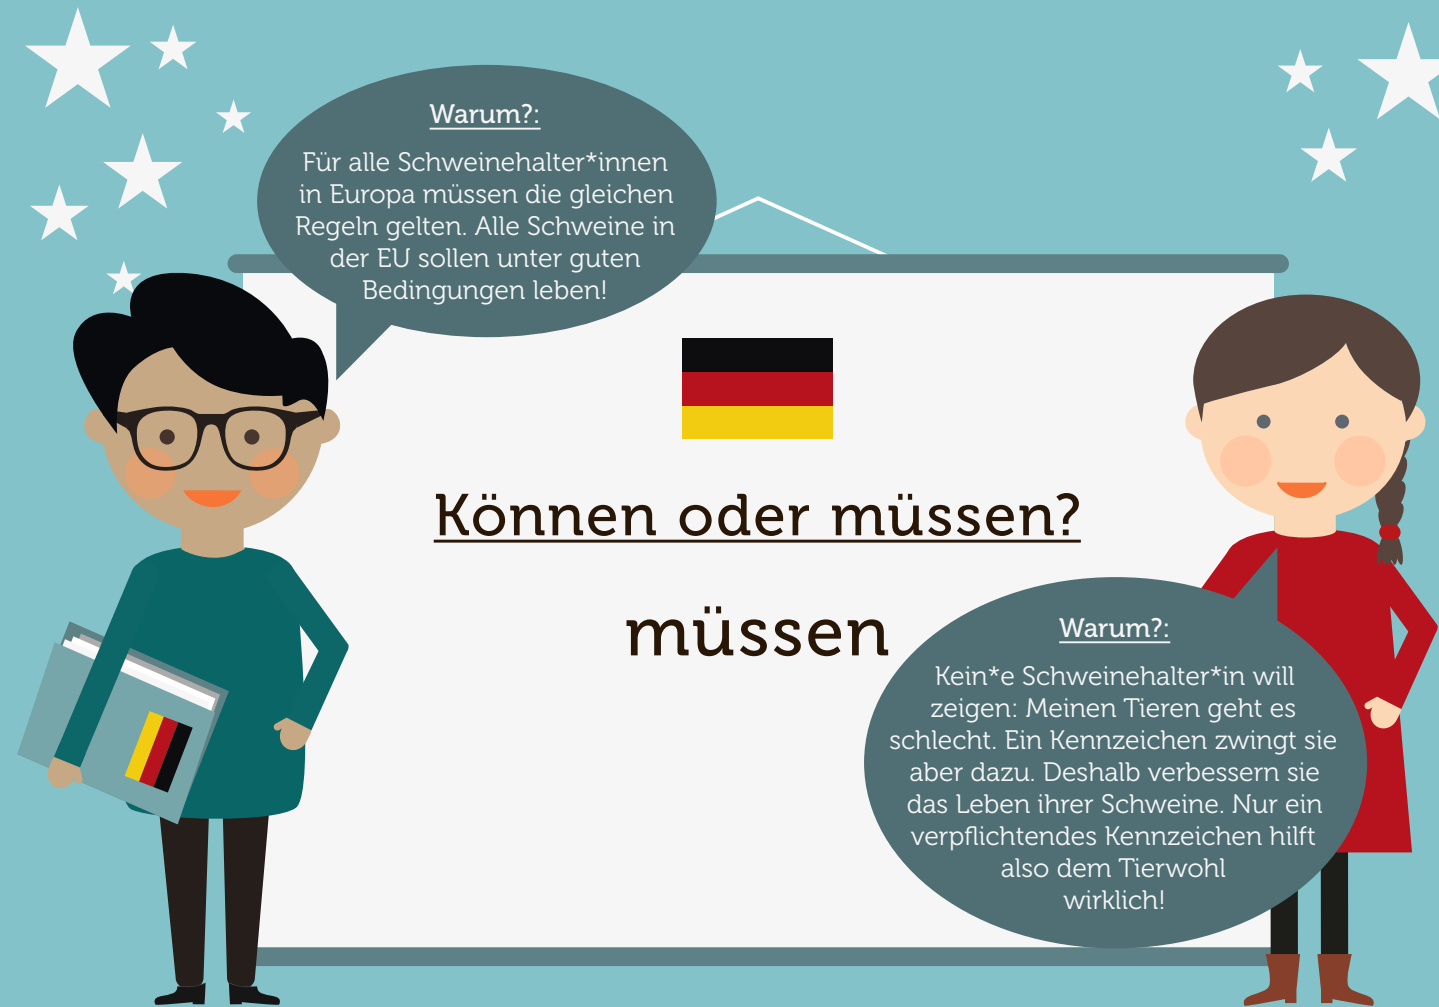 Warum?:
Für alle Schweinehalter*innen
in Europa müssen die gleichen
Regeln gelten. Alle Schweine in
der EU sollen unter guten
Bedingungen leben!
Können oder müssen?
müssen
Warum?:
Kein*e Schweinehalter*in will
zeigen: Meinen Tieren geht es
schlecht. Ein Kennzeichen zwingt sie
aber dazu. Deshalb verbessern sie
das Leben ihrer Schweine. Nur ein
verpflichtendes Kennzeichen hilft
also dem Tierwohl
wirklich!